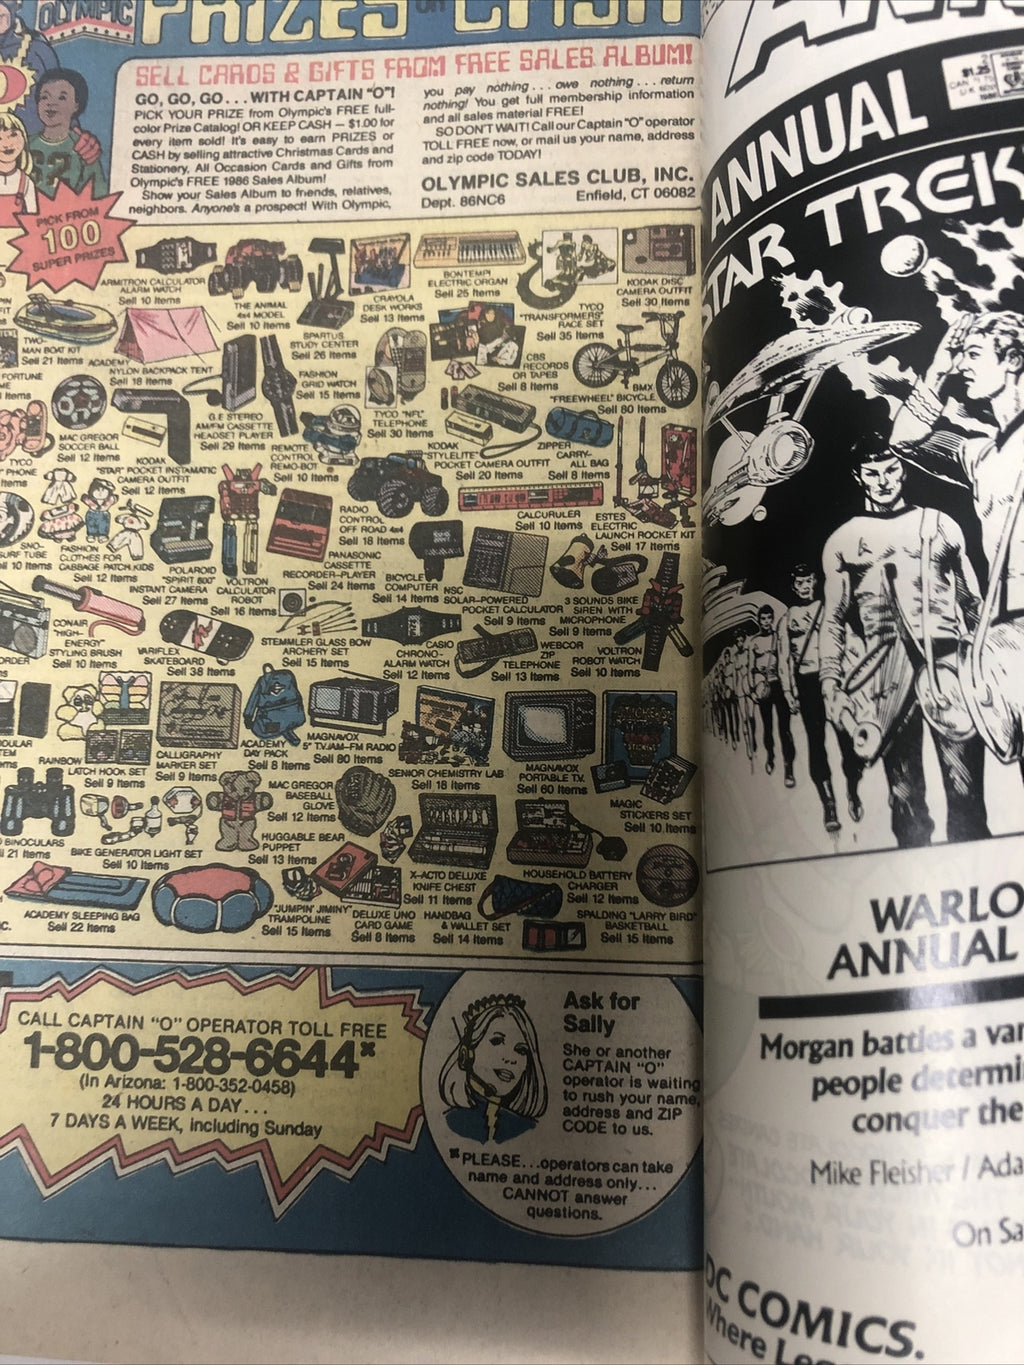 OLYMPIC
PRIZES OR CASH
SELL CARDS & GIFTS FROM FREE SALES ALBUM!
GO, GO, GO...WITH CAPTAIN "O"!
PICK YOUR PRIZE from Olympic's FREE full-
color Prize Catalog! OR KEEP CASH — $1.00 for
every item sold! It's easy to earn PRIZES or
CASH by selling attractive Christmas Cards and
Stationery, All Occasion Cards and Gifts from
Olympic's FREE 1986 Sales Album!
Show your Sales Album to friends, relatives,
neighbors. Anyone's a prospect! With Olympic,
you pay nothing...owe nothing...return
nothing! You get full membership information
and all sales material FREE!
SO DON'T WAIT! Call our Captain "O" operator
TOLL FREE now, or mail us your name, address
and zip code TODAY!
OLYMPIC SALES CLUB, INC.
Dept. 86NC6 Enfield, CT 06082
PICK FROM
100
SUPER PRIZES
ARMITRON CALCULATOR
ALARM WATCH
Sell 10 Items
THE ANIMAL
4x4 MODEL
Sell 10 Items
SPARTUS
STUDY CENTER
Sell 26 Items
CRAYOLA
DESK WORKS
Sell 13 Items
BONTEMPI
ELECTRIC ORGAN
Sell 25 Items
TYCO
"TRANSFORMERS"
RACE SET
Sell 35 Items
KODAK DISC
CAMERA OUTFIT
Sell 30 Items
TWO-
MAN BOAT KIT
Sell 21 Items
ACADEMY
NYLON BACKPACK TENT
Sell 18 Items
G.E STEREO
AM/FM CASSETTE
HEADSET PLAYER
Sell 29 Items
FASHION
GRID WATCH
Sell 15 Items
TYCO "NFL"
TELEPHONE
Sell 30 Items
CBS
RECORDS
OR TAPES
Sell 8 Items
BMX
"FREEWHEEL" BICYCLE
Sell 80 Items
FORTUNE
MAC GREGOR
SOCCER BALL
Sell 12 Items
KODAK
"STAR" POCKET INSTAMATIC
CAMERA OUTFIT
Sell 12 Items
REMOTE
CONTROL
REMO-BOT
Sell 10 Items
KODAK
"STYLELITE"
POCKET CAMERA OUTFIT
Sell 20 Items
ZIPPER
CARRY-
ALL BAG
Sell 8 Items
TYCO
PHONE
Items
RADIO
CONTROL
OFF ROAD 4x4
Sell 18 Items
CALCURULER
Sell 10 Items
ESTES
ELECTRIC
LAUNCH ROCKET KIT
Sell 17 Items
SNO-
SURF TUBE
Sell 10 Items
FASHION
CLOTHES FOR
CABBAGE PATCH KIDS
Sell 12 Items
POLAROID
"SPIRIT 600"
INSTANT CAMERA
Sell 27 Items
VOLTRON
CALCULATOR
ROBOT
Sell 16 Items
PANASONIC
CASSETTE
RECORDER-PLAYER
Sell 24 Items
BICYCLE
COMPUTER
Sell 14 Items
NSC
SOLAR-POWERED
POCKET CALCULATOR
Sell 9 Items
3 SOUNDS BIKE
SIREN WITH
MICROPHONE
Sell 9 Items
CONAIR
"HIGH-
ENERGY"
STYLING BRUSH
Sell 10 Items
VARIFLEX
SKATEBOARD
Sell 38 Items
STEMMLER GLASS BOW
ARCHERY SET
Sell 15 Items
CASIO
CHRONO-
ALARM WATCH
Sell 12 Items
WEBCOR
ZIP
TELEPHONE
Sell 13 Items
VOLTRON
ROBOT WATCH
Sell 10 Items
RAINBOW
LATCH HOOK SET
Sell 9 Items
CALLIGRAPHY
MARKER SET
Sell 9 Items
ACADEMY
DAY PACK
Sell 8 Items
MAGNAVOX
5" TV/AM-FM RADIO
Sell 80 Items
SENIOR CHEMISTRY LAB
Sell 18 Items
MAGNAVOX
PORTABLE T.V.
Sell 60 Items
MAGIC
STICKERS SET
Sell 10 Items
BINOCULARS
21 Items
BIKE GENERATOR LIGHT SET
Sell 10 Items
HUGGABLE BEAR
PUPPET
Sell 13 Items
MAC GREGOR
BASEBALL
GLOVE
Sell 12 Items
X-ACTO DELUXE
KNIFE CHEST
Sell 11 Items
HOUSEHOLD BATTERY
CHARGER
Sell 12 Items
ACADEMY SLEEPING BAG
Sell 22 Items
"JUMPIN' JIMINY"
TRAMPOLINE
Sell 15 Items
DELUXE UNO
CARD GAME
Sell 8 Items
HANDBAG
& WALLET SET
Sell 14 Items
SPALDING "LARRY BIRD"
BASKETBALL
Sell 15 Items
CALL CAPTAIN "O" OPERATOR TOLL FREE
1-800-528-6644*
(In Arizona: 1-800-352-0458)
24 HOURS A DAY...
7 DAYS A WEEK, including Sunday
Ask for
Sally
She or another
CAPTAIN "O"
operator is waiting
to rush your name,
address and ZIP
CODE to us.
*PLEASE...operators can take
name and address only...
CANNOT answer
questions.
$1.25
ANNUAL
STAR TREK
WARLO
ANNUAL
Morgan battles a var
people determi
conquer the
Mike Fleisher / Ada
On Sa
DC COMICS.
Where Leg